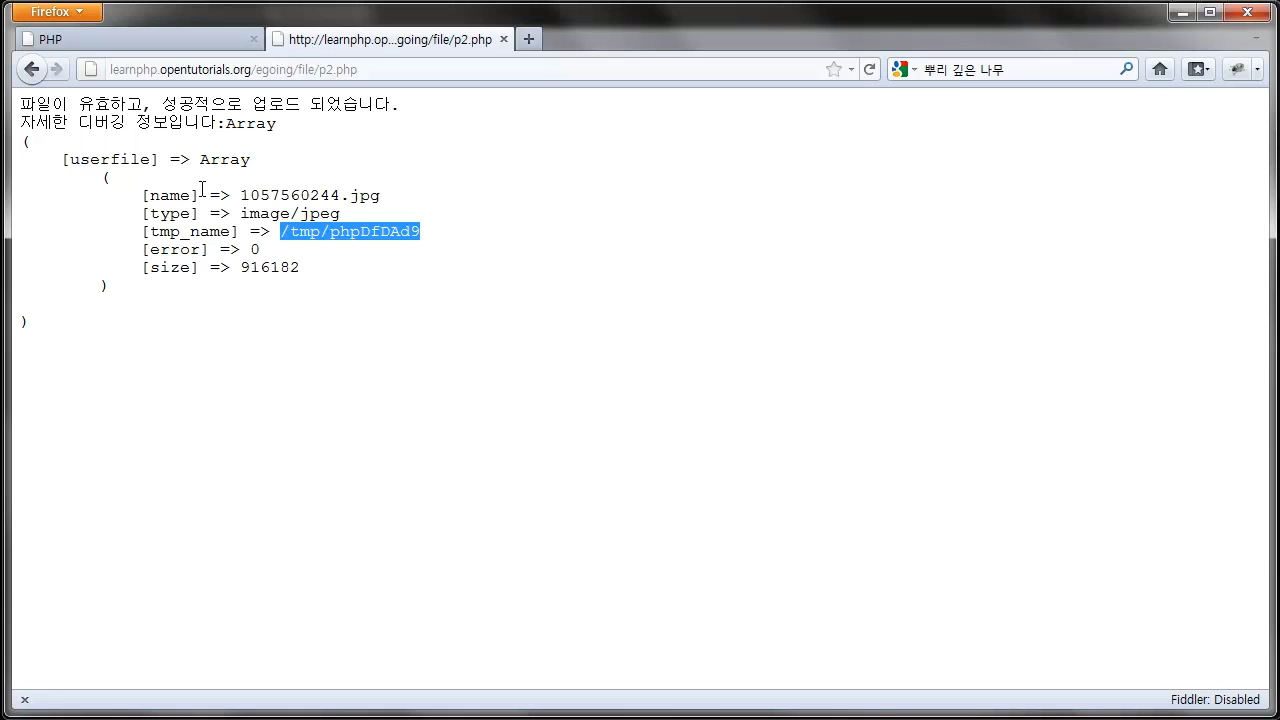 Firefox
PHP
http://learnphp.op...going/file/p2.php
learnphp.opentutorials.org/egoing/file/p2.php
뿌리 깊은 나무
파일이 유효하고, 성공적으로 업로드 되었습니다.
자세한 디버깅 정보입니다:Array
(
[userfile] => Array
(
[name] => 1057560244.jpg
[type] => image/jpeg
[tmp_name] => /tmp/phpDfDAd9
[error] => 0
[size] => 916182
)
)
Fiddler: Disabled